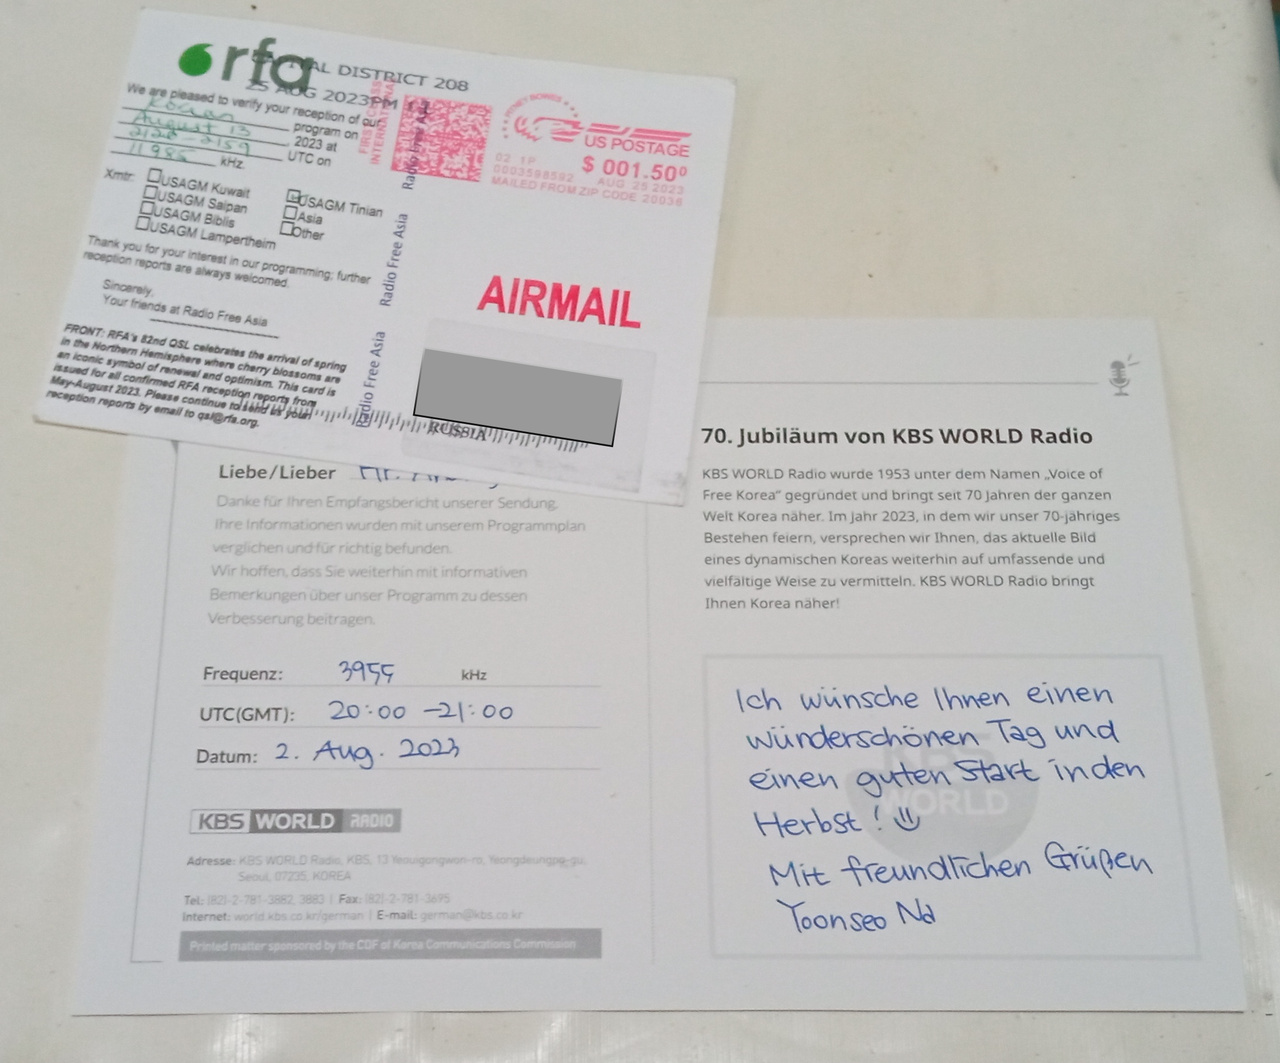 rfa
AL DISTRICT 208
25 AUG 2023PM
We are pleased to verify your reception of our
Korean program on
August 13, 2023 at
2120-2159 UTC on
11985 kHz.
Xmtr:
USAGM Kuwait
USAGM Saipan
USAGM Biblis
USAGM Lampertheim
USAGM Tinian
Asia
Other
Thank you for your interest in our programming; further
reception reports are always welcomed.
Sincerely,
Your friends at Radio Free Asia
FRONT: RFA's 82nd QSL celebrates the arrival of spring
in the Northern Hemisphere where cherry blossoms are
an iconic symbol of renewal and optimism. This card is
issued for all confirmed RFA reception reports from
May-August 2023. Please continue to send us your
reception reports by email to qsl@rfa.org.
Radio Free Asia
Radio Free Asia
Radio Free Asia
FIRST-CLASS
INTERNATIONAL
PITNEY BOWES
US POSTAGE
$ 001.50⁰
02 1P
0003598592 AUG 25 2023
MAILED FROM ZIP CODE 20036
AIRMAIL
RUSSIA
Liebe/Lieber
Danke für Ihren Empfangsbericht unserer Sendung.
Ihre Informationen wurden mit unserem Programmplan
verglichen und für richtig befunden.
Wir hoffen, dass Sie weiterhin mit informativen
Bemerkungen über unser Programm zu dessen
Verbesserung beitragen.
Frequenz: 3955 kHz
UTC(GMT): 20:00 -21:00
Datum: 2. Aug. 2023
KBS WORLD RADIO
Adresse: KBS WORLD Radio, KBS, 13 Yeouigongwon-ro, Yeongdeungpo-gu,
Seoul, 07235, KOREA
Tel: (82)-2-781-3882, 3883 | Fax: (82)-2-781-3695
Internet: world.kbs.co.kr/german | E-mail: german@kbs.co.kr
Printed matter sponsored by the CDF of Korea Communications Commission
70. Jubiläum von KBS WORLD Radio
KBS WORLD Radio wurde 1953 unter dem Namen „Voice of
Free Korea“ gegründet und bringt seit 70 Jahren der ganzen
Welt Korea näher. Im Jahr 2023, in dem wir unser 70-jähriges
Bestehen feiern, versprechen wir Ihnen, das aktuelle Bild
eines dynamischen Koreas weiterhin auf umfassende und
vielfältige Weise zu vermitteln. KBS WORLD Radio bringt
Ihnen Korea näher!
KBS
WORLD
Ich wünsche Ihnen einen
wünderschönen Tag und
einen guten Start in den
Herbst!
Mit freundlichen Grüßen
Yoonseo Na